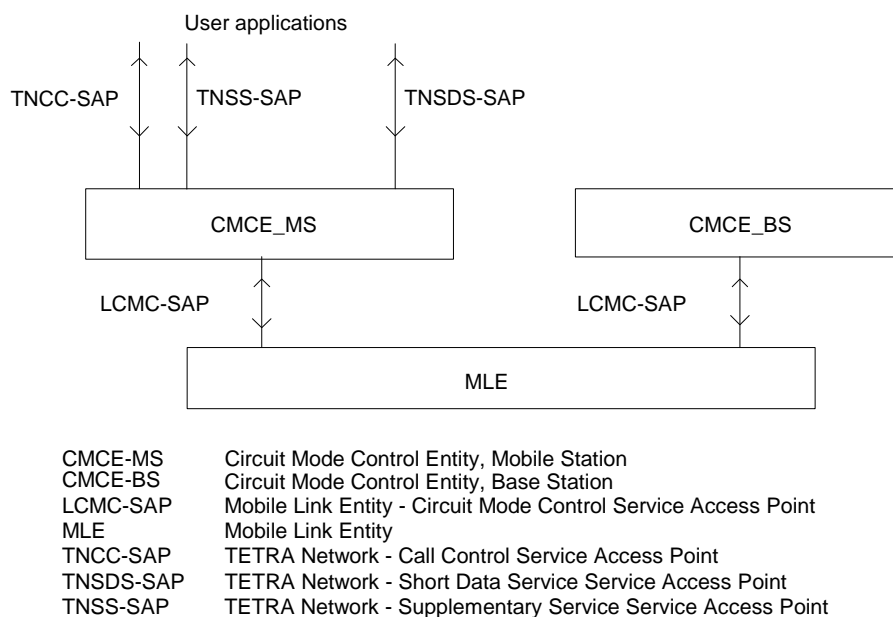 User applications
TNCC-SAP TNSS-SAP TNSDS-SAP
CMCE_MS CMCE_BS
LCMC-SAP LCMC-SAP
MLE
CMCE-MS Circuit Mode Control Entity, Mobile Station
CMCE-BS Circuit Mode Control Entity, Base Station
LCMC-SAP Mobile Link Entity - Circuit Mode Control Service Access Point
MLE Mobile Link Entity
TNCC-SAP TETRA Network - Call Control Service Access Point
TNSDS-SAP TETRA Network - Short Data Service Service Access Point
TNSS-SAP TETRA Network - Supplementary Service Service Access Point